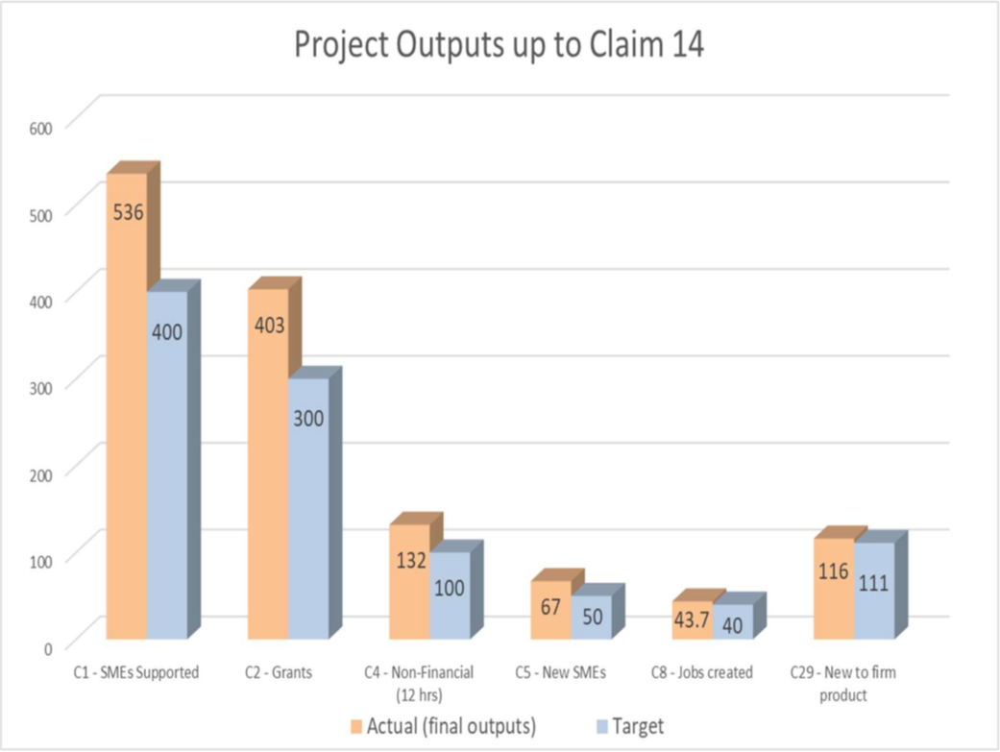 Project Outputs up to Claim 14
600
500
400
300
200
100
0
536
400
403
300
132
100
67
50
43.7
40
116
111
C1 - SMEs Supported
C2 - Grants
C4 - Non-Financial
(12 hrs)
C5 - New SMEs
C8 - Jobs created
C29 - New to firm
product
Actual (final outputs)
Target